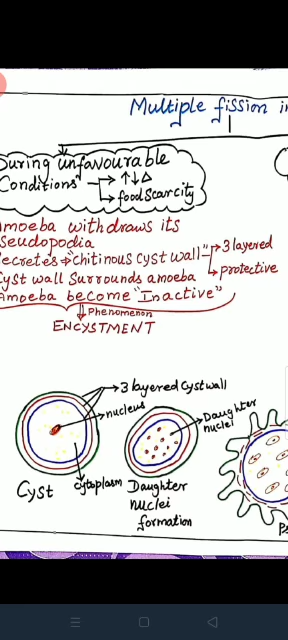 Multiple fission in
During unfavourable
Conditions → ↑↓△
→ food scarcity
Amoeba withdraws its
Pseudopodia
Secretes → chitinous cyst wall" → 3 layered
→ protective
Cyst wall Surrounds amoeba
Amoeba become "Inactive"
Phenomenon
ENCYSTMENT
3 layered cyst wall
nucleus
Daughter
nuclei
cytoplasm
Cyst
Daughter
nuclei
formation